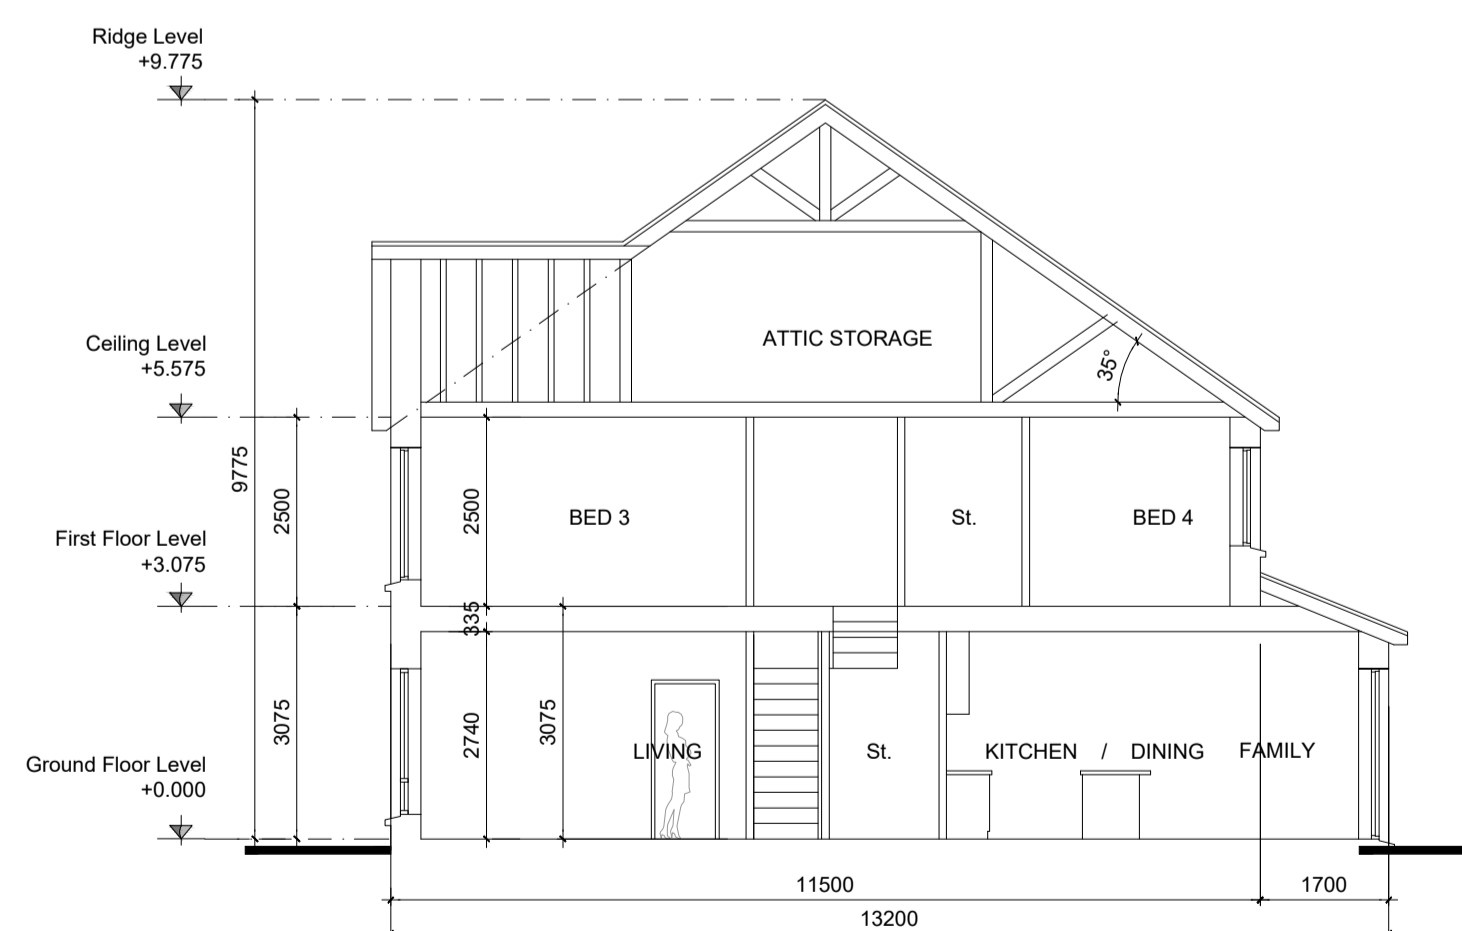 Ridge Level
+9.775
ATTIC STORAGE
35°
Ceiling Level
+5.575
9775
2500
2500
BED 3
St.
BED 4
First Floor Level
+3.075
335
3075
2740
3075
LIVING
St.
KITCHEN / DINING FAMILY
Ground Floor Level
+0.000
11500
1700
13200